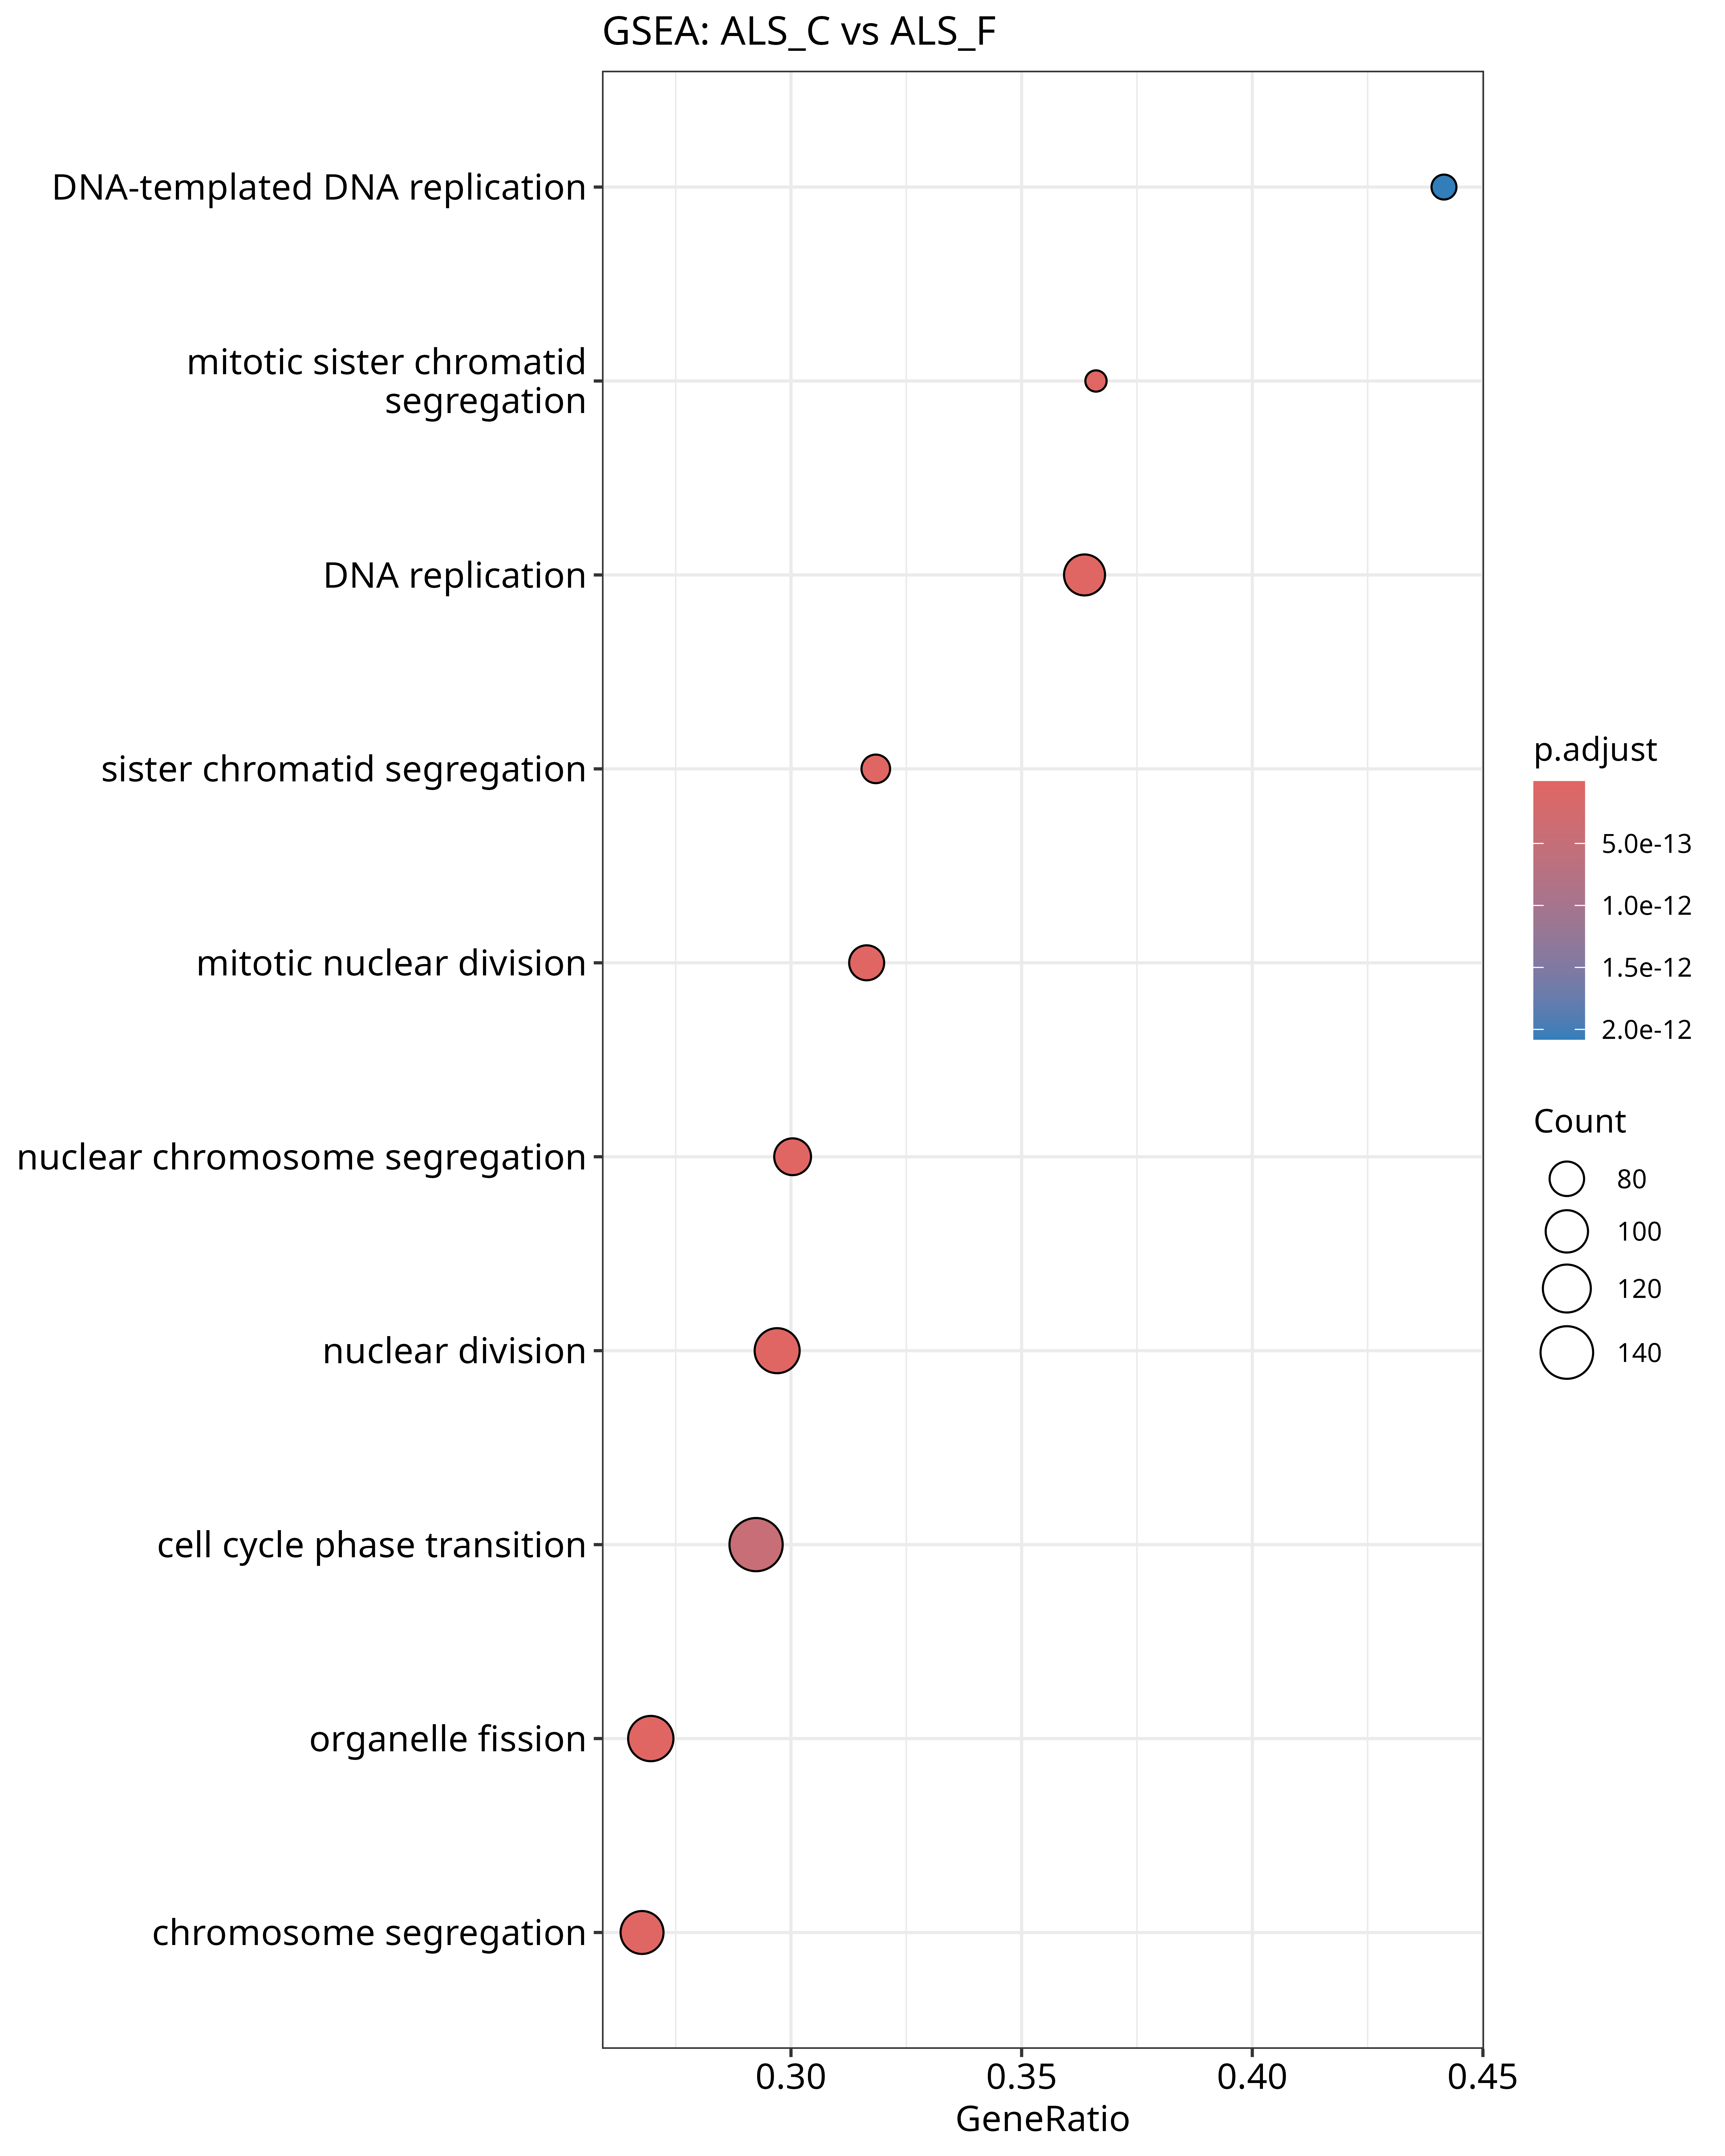 GSEA: ALS_C vs ALS_F
DNA-templated DNA replication
mitotic sister chromatid
segregation
DNA replication
sister chromatid segregation
mitotic nuclear division
nuclear chromosome segregation
nuclear division
cell cycle phase transition
organelle fission
chromosome segregation
0.30
0.35
0.40
0.45
GeneRatio
p.adjust
5.0e-13
1.0e-12
1.5e-12
2.0e-12
Count
80
100
120
140